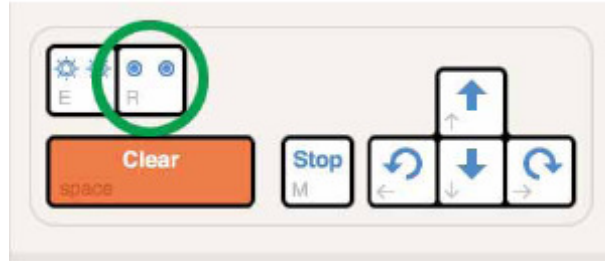 E R
↑
Clear Stop
space M ← ↓ →